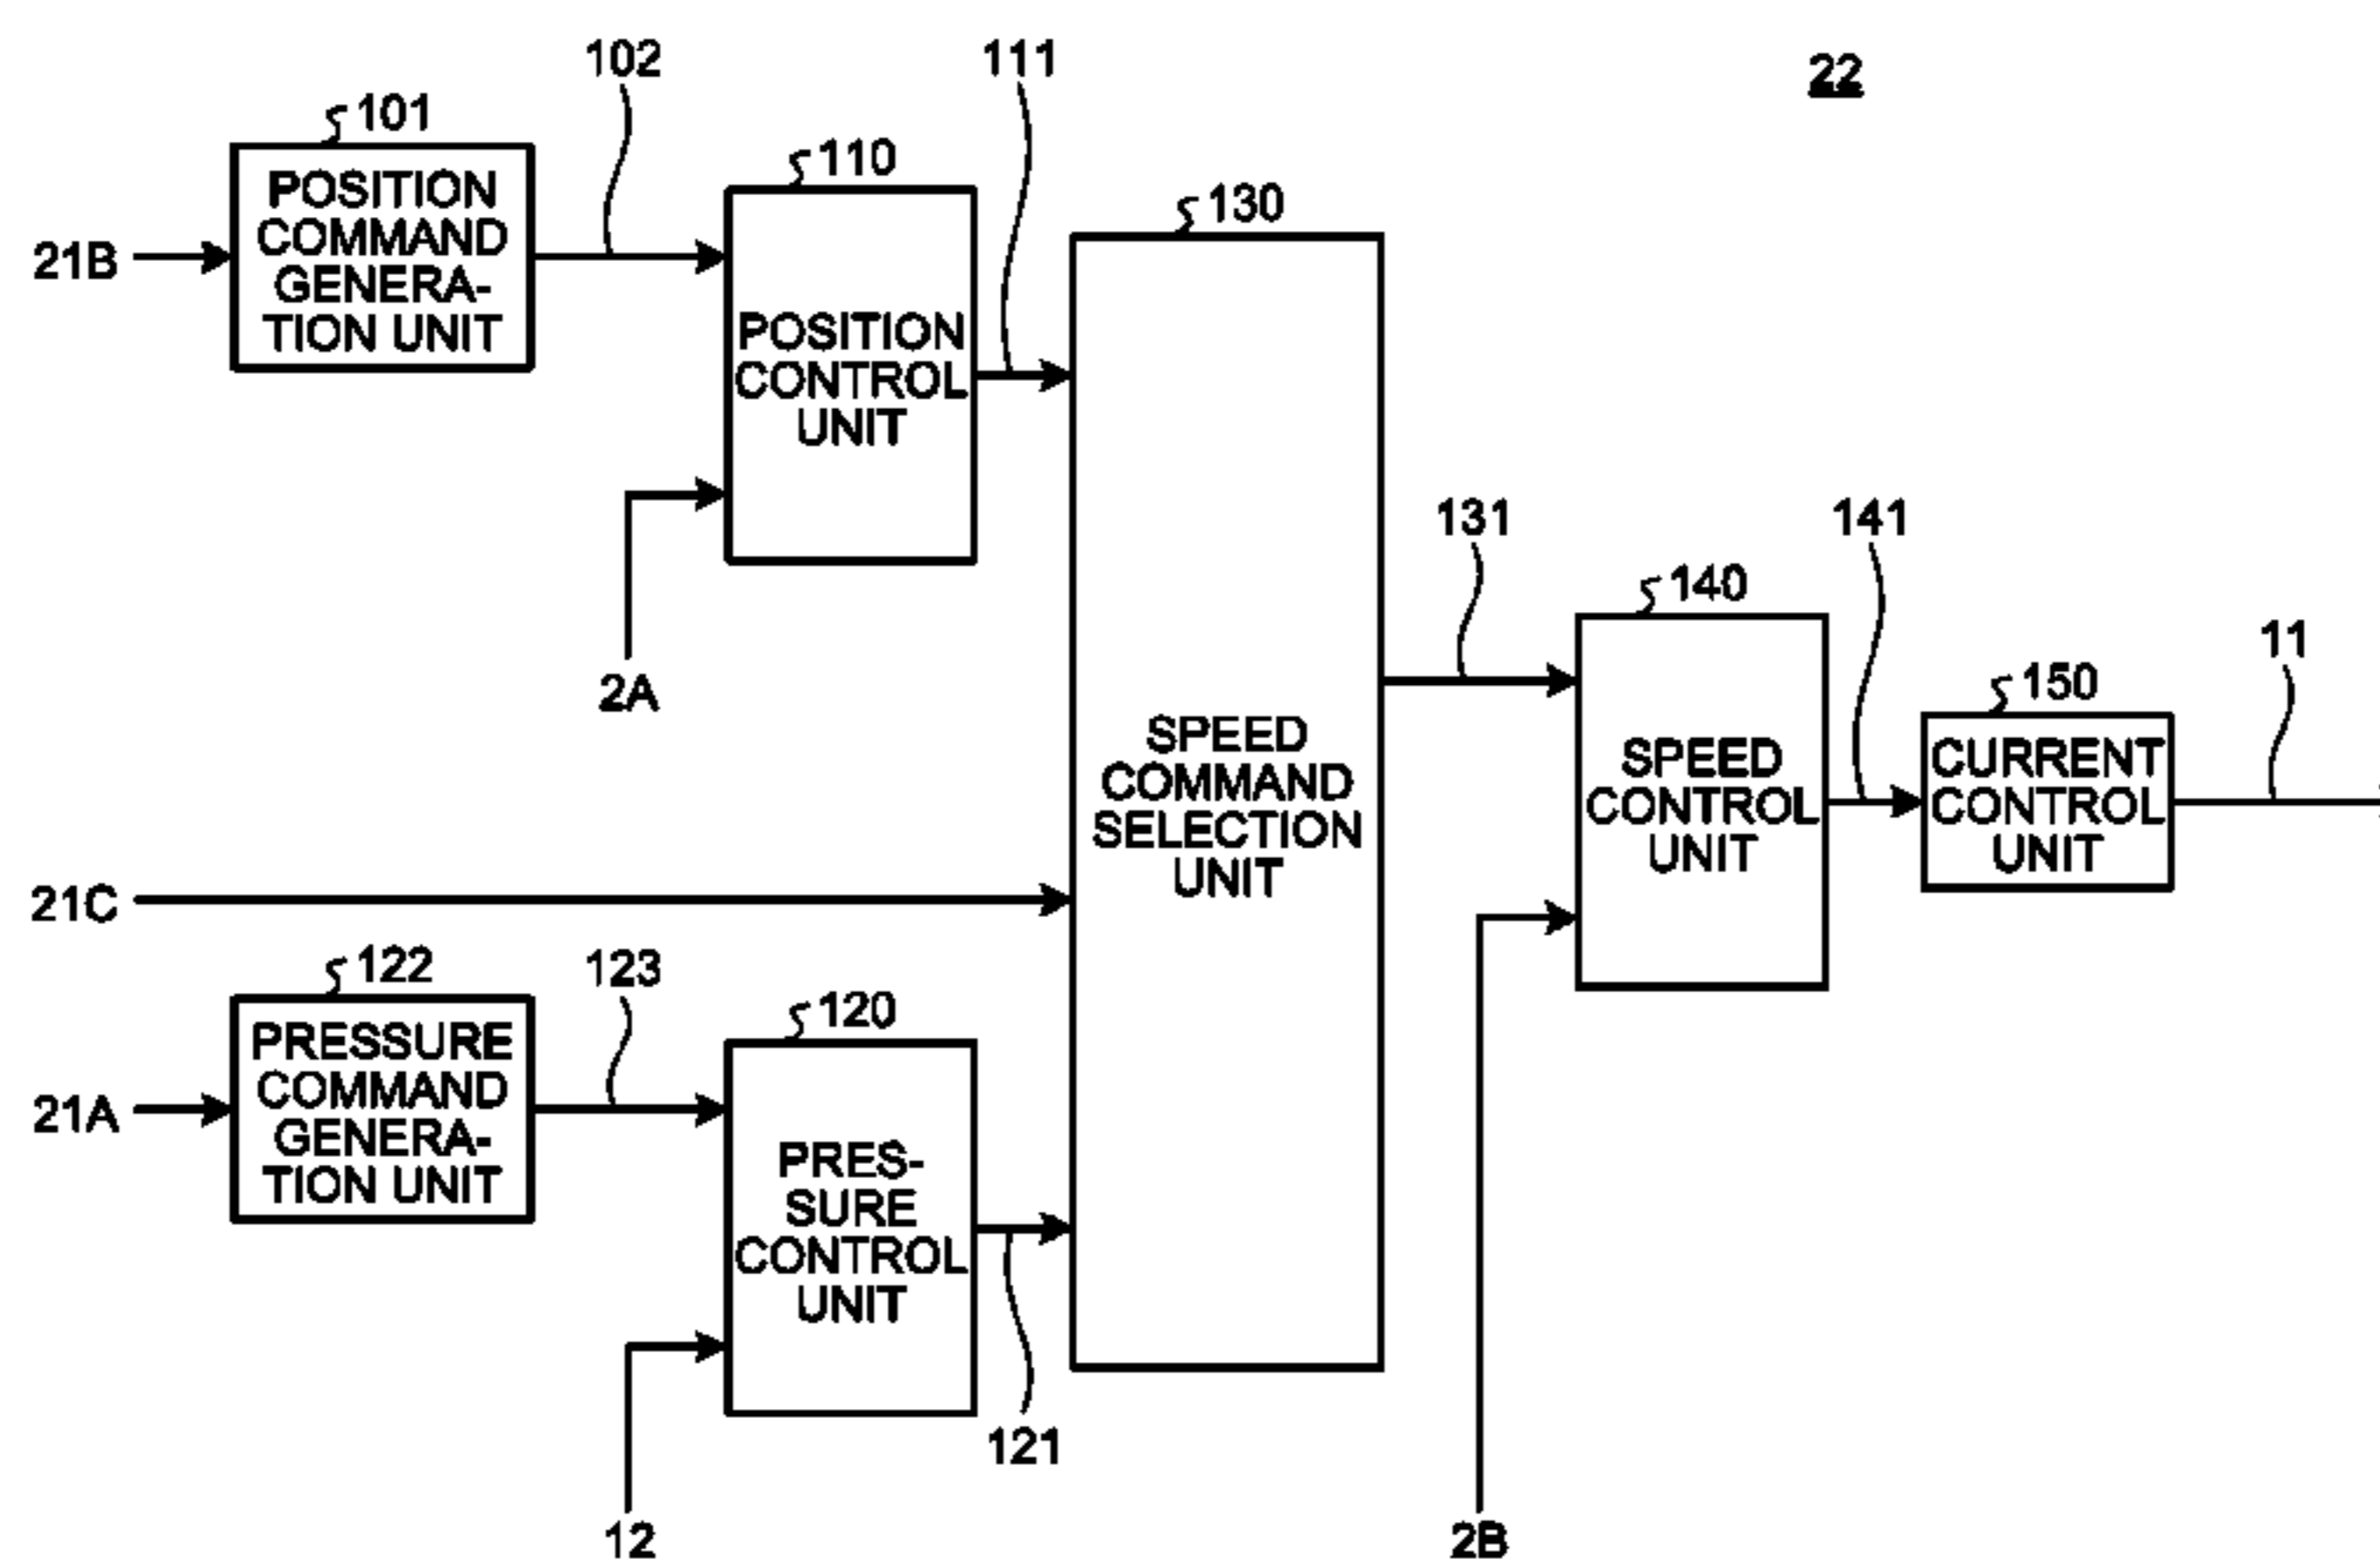 22
102
111
101
POSITION
COMMAND
GENERA-
TION UNIT
21B
110
POSITION
CONTROL
UNIT
2A
130
SPEED
COMMAND
SELECTION
UNIT
131
140
SPEED
CONTROL
UNIT
141
150
CURRENT
CONTROL
UNIT
11
21C
122
PRESSURE
COMMAND
GENERA-
TION UNIT
21A
123
120
PRES-
SURE
CONTROL
UNIT
121
12
2B